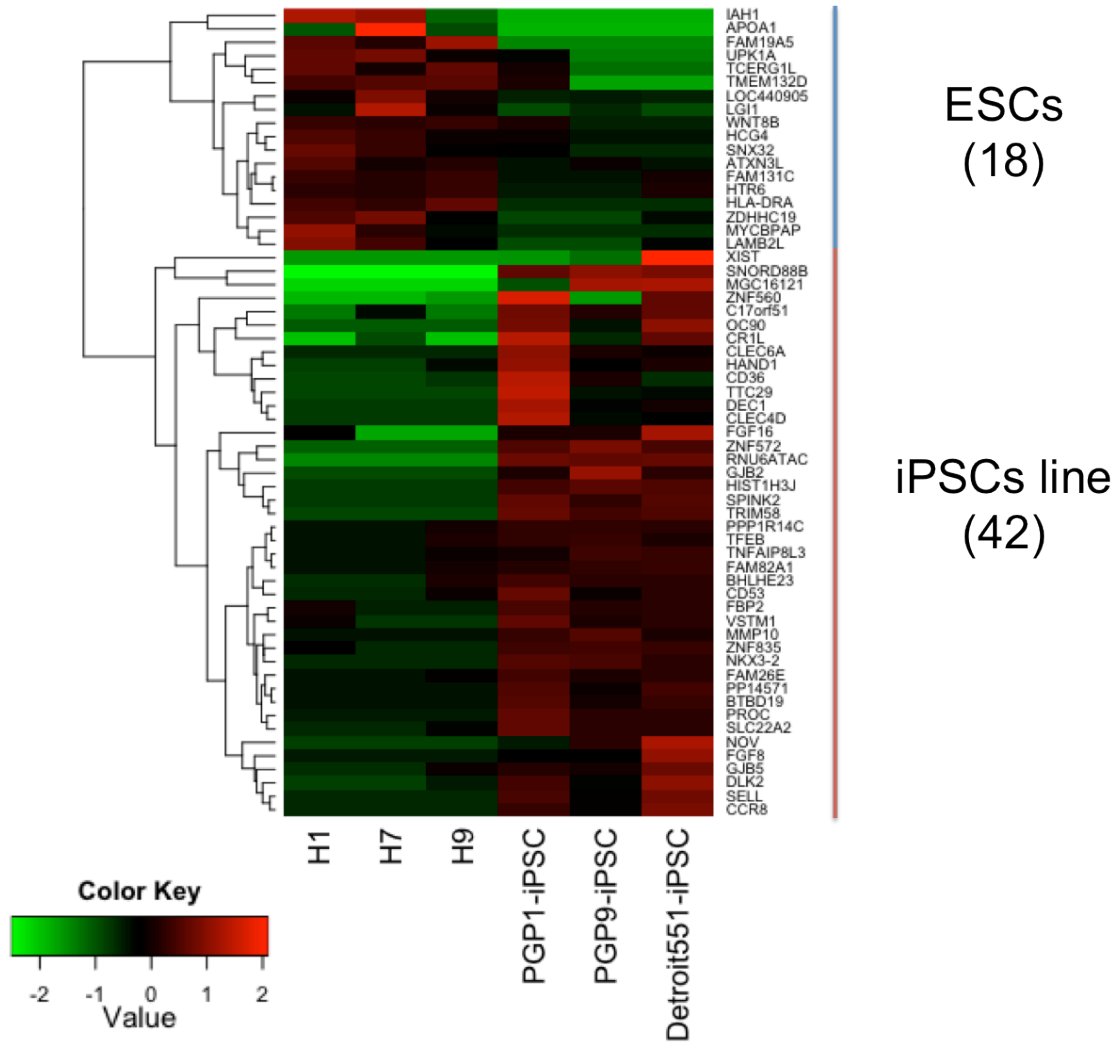 IAH1
APOA1
FAM19A5
UPK1A
TCERG1L
TMEM132D
LOC440905
LGI1
WNT8B
HCG4
SNX32
ATXN3L
FAM131C
HTR6
HLA-DRA
ZDHHC19
MYCBPAP
LAMB2L
XIST
SNORD88B
MGC16121
ZNF560
C17orf51
OC90
CR1L
CLEC6A
HAND1
CD36
TTC29
DEC1
CLEC4D
FGF16
ZNF572
RNU6ATAC
GJB2
HIST1H3J
SPINK2
TRIM58
PPP1R14C
TFEB
TNFAIP8L3
FAM82A1
BHLHE23
CD53
FBP2
VSTM1
MMP10
ZNF835
NKX3-2
FAM26E
PP14571
BTBD19
PROC
SLC22A2
NOV
FGF8
GJB5
DLK2
SELL
CCR8
ESCs
(18)
iPSCs line
(42)
H1
H7
H9
PGP1-iPSC
PGP9-iPSC
Detroit551-iPSC
Color Key
-2 -1 0 1 2
Value